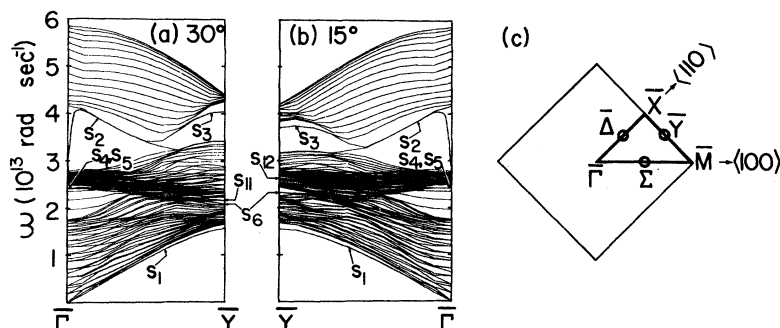 6
5
4
3
2
1
ω (10¹³ rad sec⁻¹)
(a) 30°
S₂
S₃
S₄,S₅
S₁₁
S₆
S₁
Γ̅
Y̅
(b) 15°
S₃
S₂
S₁₂
S₄,S₅
S₁
Y̅
Γ̅
(c)
X̅
⟨110⟩
Δ̅
Y̅
Γ̅
Σ̅
M̅
⟨100⟩